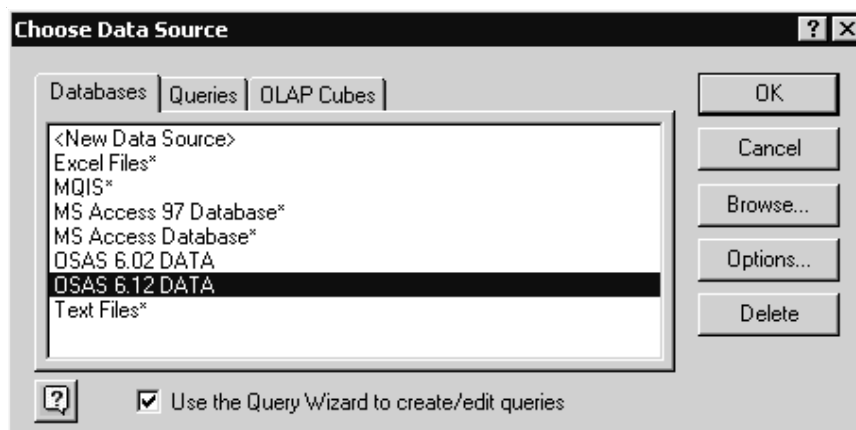 Choose Data Source
? X
Databases Queries OLAP Cubes
<New Data Source>
Excel Files*
MQIS*
MS Access 97 Database*
MS Access Database*
OSAS 6.02 DATA
OSAS 6.12 DATA
Text Files*
OK
Cancel
Browse...
Options...
Delete
? Use the Query Wizard to create/edit queries